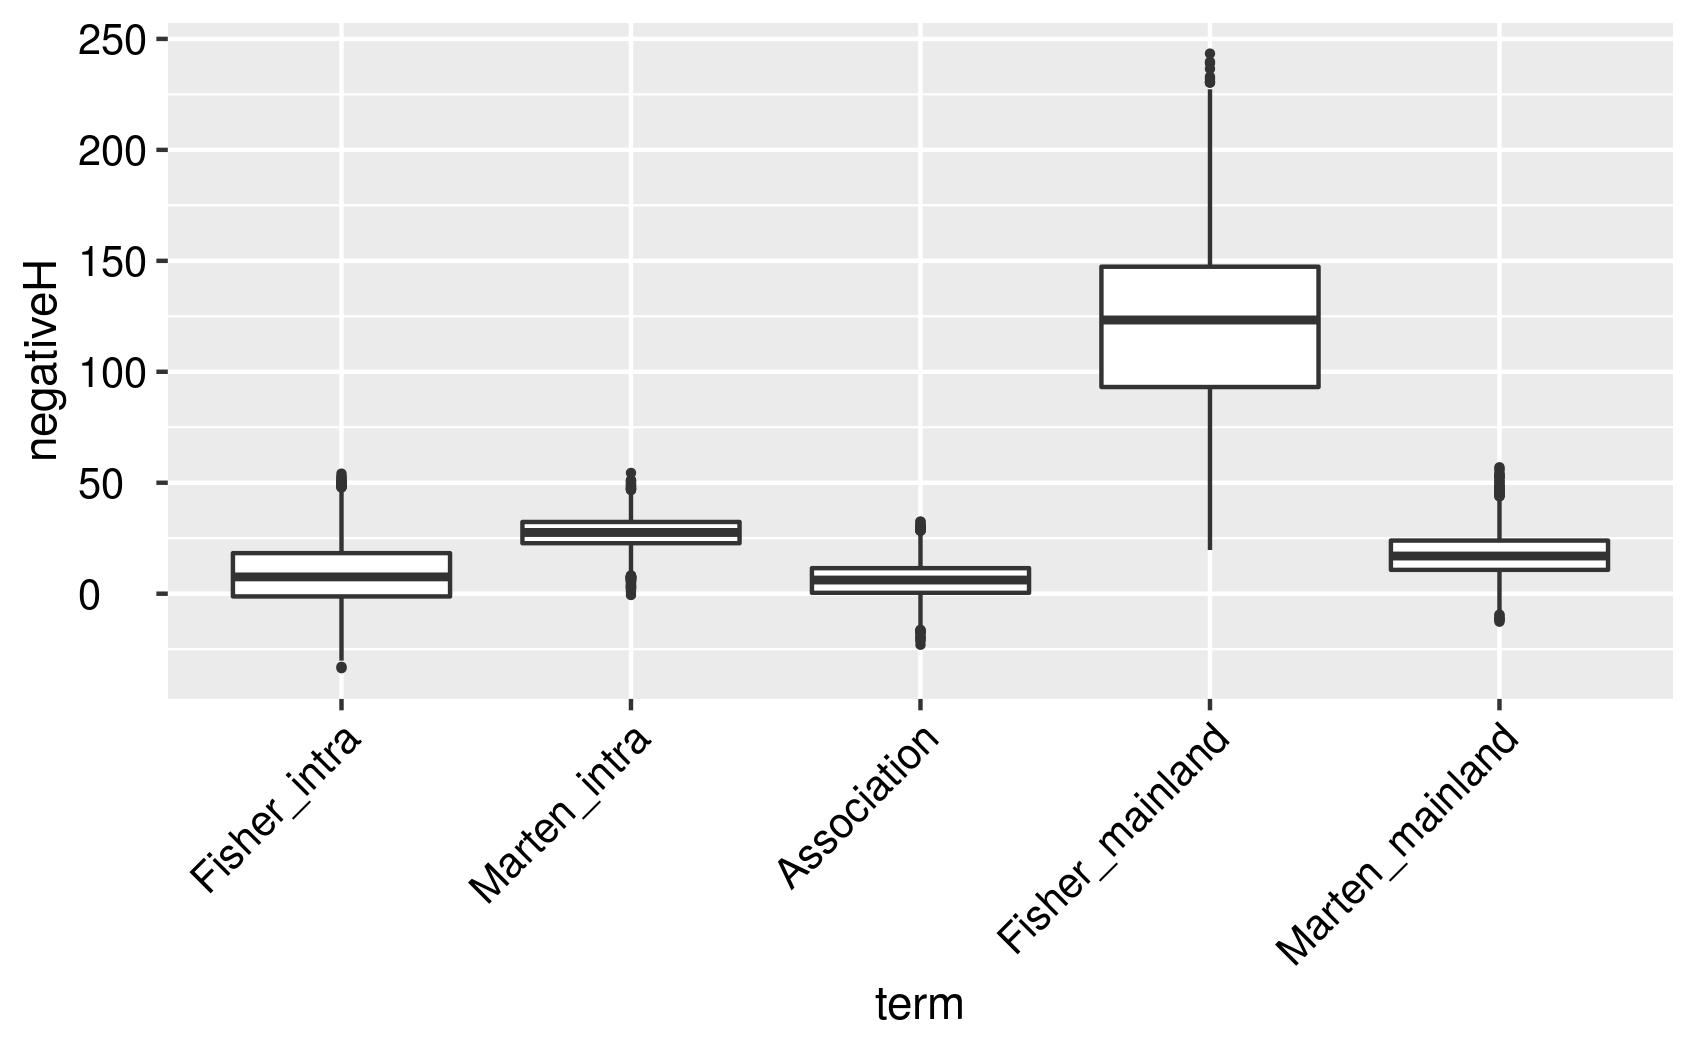 250
200
150
100
50
0
negativeH
Fisher_intra
Marten_intra
Association
Fisher_mainland
Marten_mainland
term